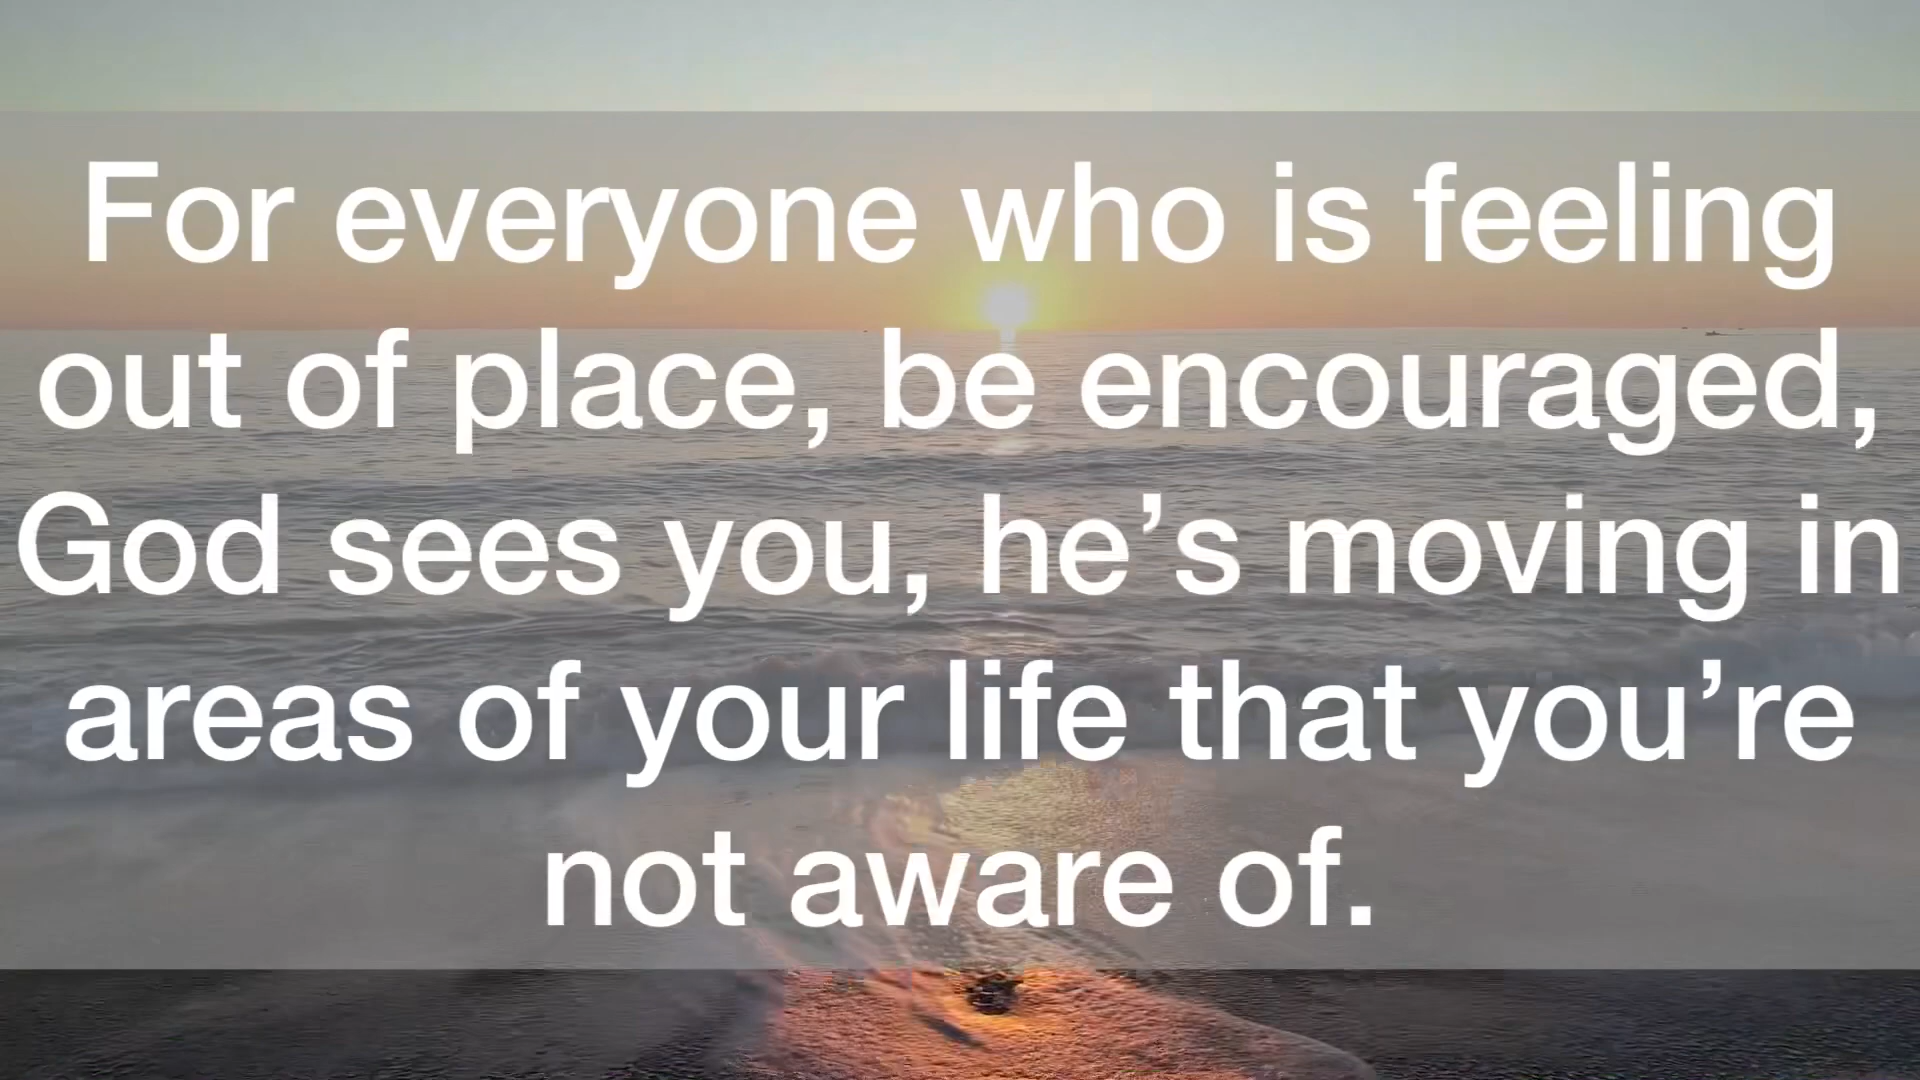 For everyone who is feeling
out of place, be encouraged,
God sees you, he’s moving in
areas of your life that you’re
not aware of.